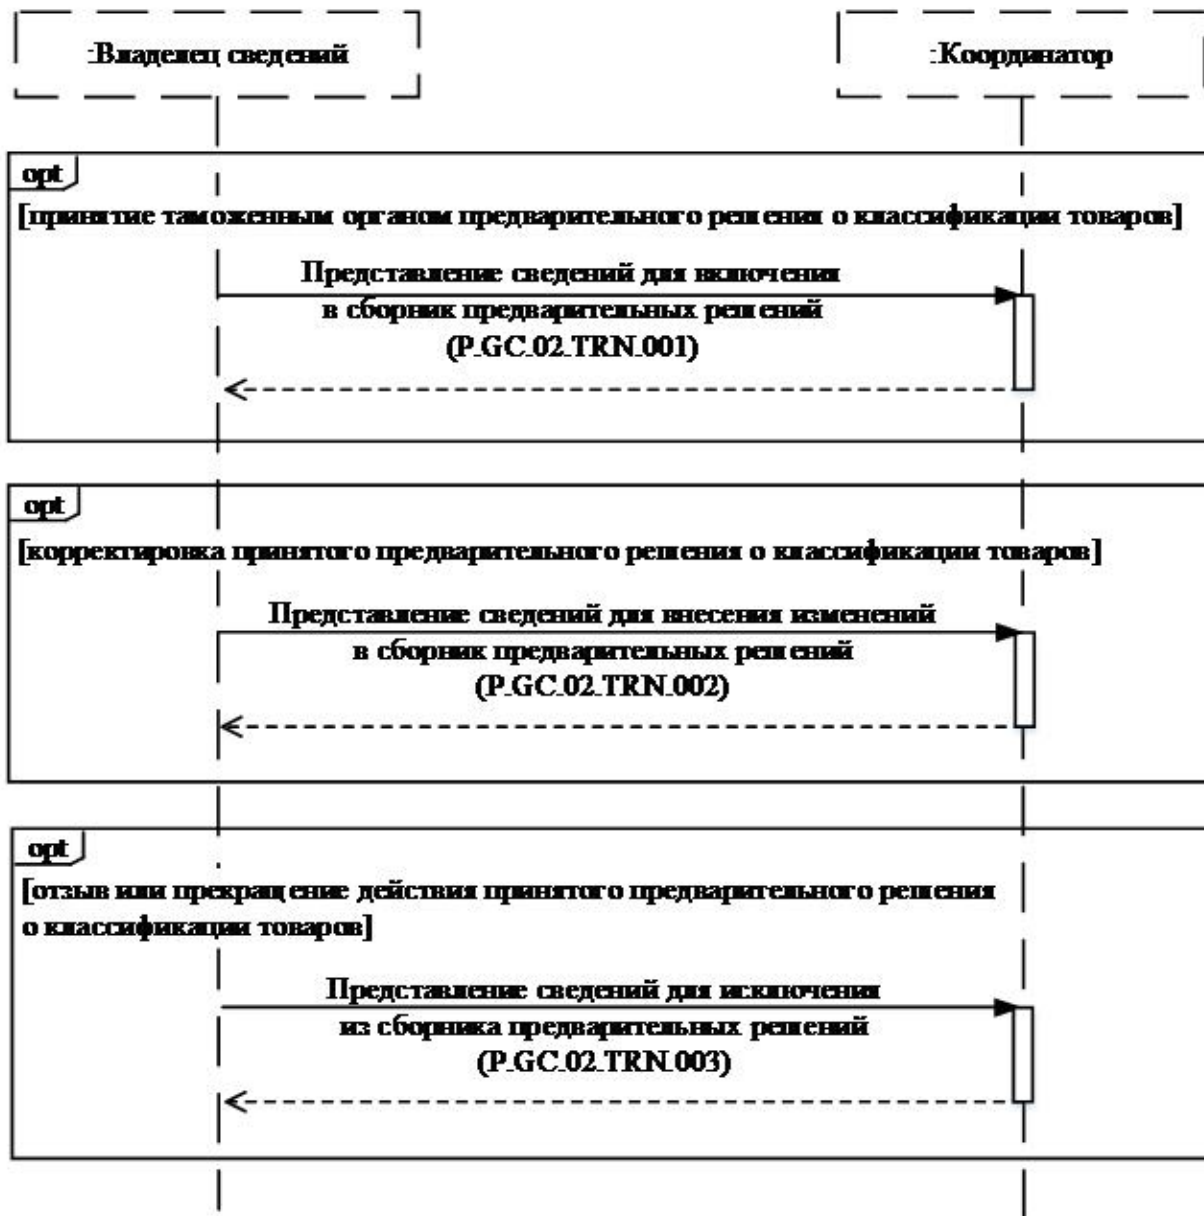 :Владелец сведений
:Координатор
opt
[принятие таможенным органом предварительного решения о классификации товаров]
Представление сведений для включения
в сборник предварительных решений
(P.GC.02.TRN.001)
opt
[корректировка принятого предварительного решения о классификации товаров]
Представление сведений для внесения изменений
в сборник предварительных решений
(P.GC.02.TRN.002)
opt
[отзыв или прекращение действия принятого предварительного решения
о классификации товаров]
Представление сведений для исключения
из сборника предварительных решений
(P.GC.02.TRN.003)